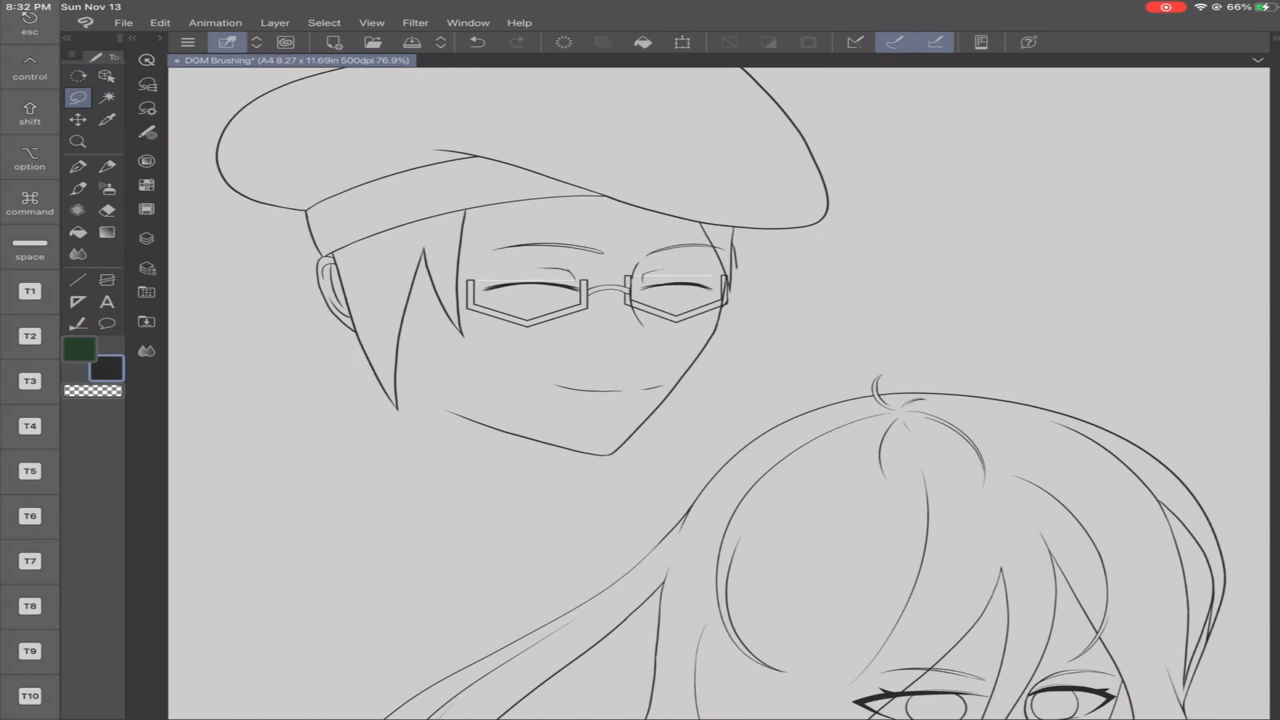 8:32 PM Sun Nov 13
66%
esc
File Edit Animation Layer Select View Filter Window Help
DGM Brushing* (A4 8.27 x 11.69in 500dpi 76.9%)
Tc
control
shift
option
command
space
A
T1
T2
T3
T4
T5
T6
T7
T8
T9
T10